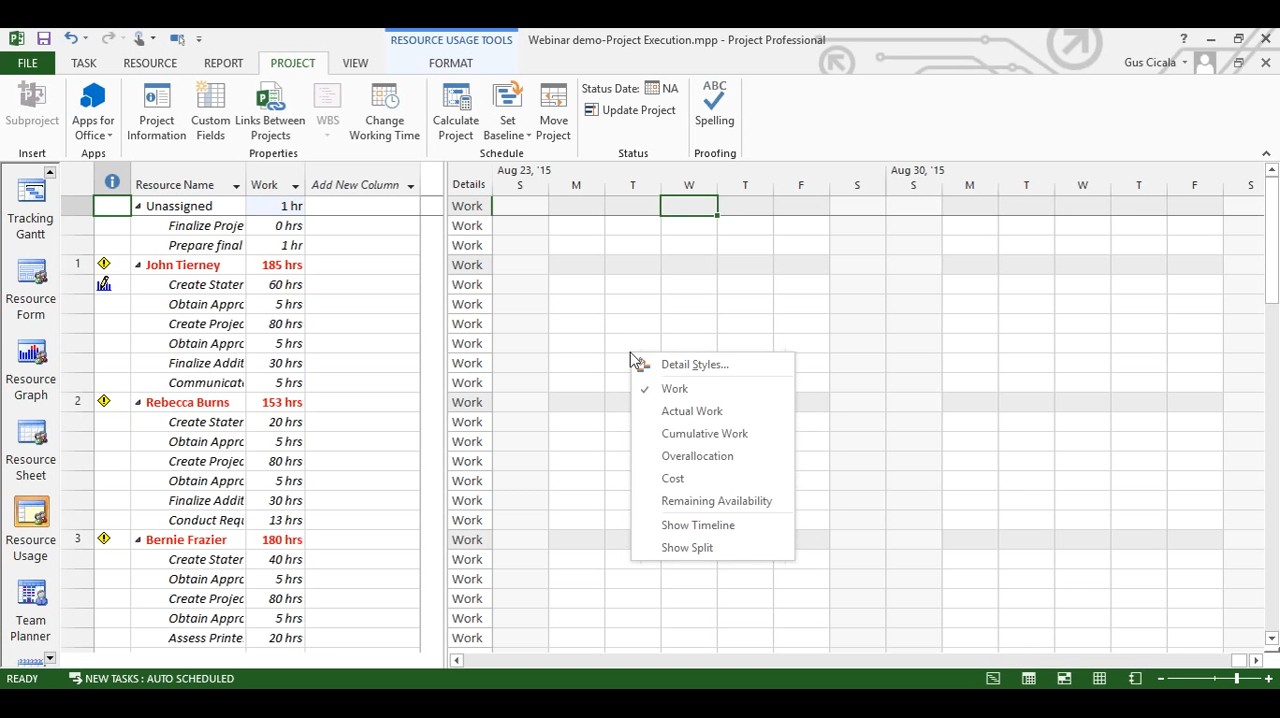 RESOURCE USAGE TOOLS
Webinar demo-Project Execution.mpp - Project Professional
?
FILE TASK RESOURCE REPORT PROJECT VIEW FORMAT
Gus Cicala
Subproject
Apps for Office
Project Information
Custom Fields
Links Between Projects
WBS
Change Working Time
Calculate Project
Set Baseline
Move Project
Status Date: NA
Update Project
ABC
Spelling
Insert Apps Properties Schedule Status Proofing
Tracking Gantt
Resource Form
Resource Graph
Resource Sheet
Resource Usage
Team Planner
Resource Name Work Add New Column
Details
Aug 23, '15 Aug 30, '15
S M T W T F S S M T W T F S
Unassigned 1 hr Work
Finalize Proje 0 hrs Work
Prepare final 1 hr Work
1 John Tierney 185 hrs Work
Create Stater 60 hrs Work
Obtain Appr 5 hrs Work
Create Projec 80 hrs Work
Obtain Appr 5 hrs Work
Finalize Addit 30 hrs Work
Communicate 5 hrs Work
2 Rebecca Burns 153 hrs Work
Create Stater 20 hrs Work
Obtain Appr 5 hrs Work
Create Projec 80 hrs Work
Obtain Appr 5 hrs Work
Finalize Addit 30 hrs Work
Conduct Requ 13 hrs Work
3 Bernie Frazier 180 hrs Work
Create Stater 40 hrs Work
Obtain Appr 5 hrs Work
Create Projec 80 hrs Work
Obtain Appr 5 hrs Work
Assess Printe 20 hrs Work
Detail Styles...
Work
Actual Work
Cumulative Work
Overallocation
Cost
Remaining Availability
Show Timeline
Show Split
READY NEW TASKS : AUTO SCHEDULED